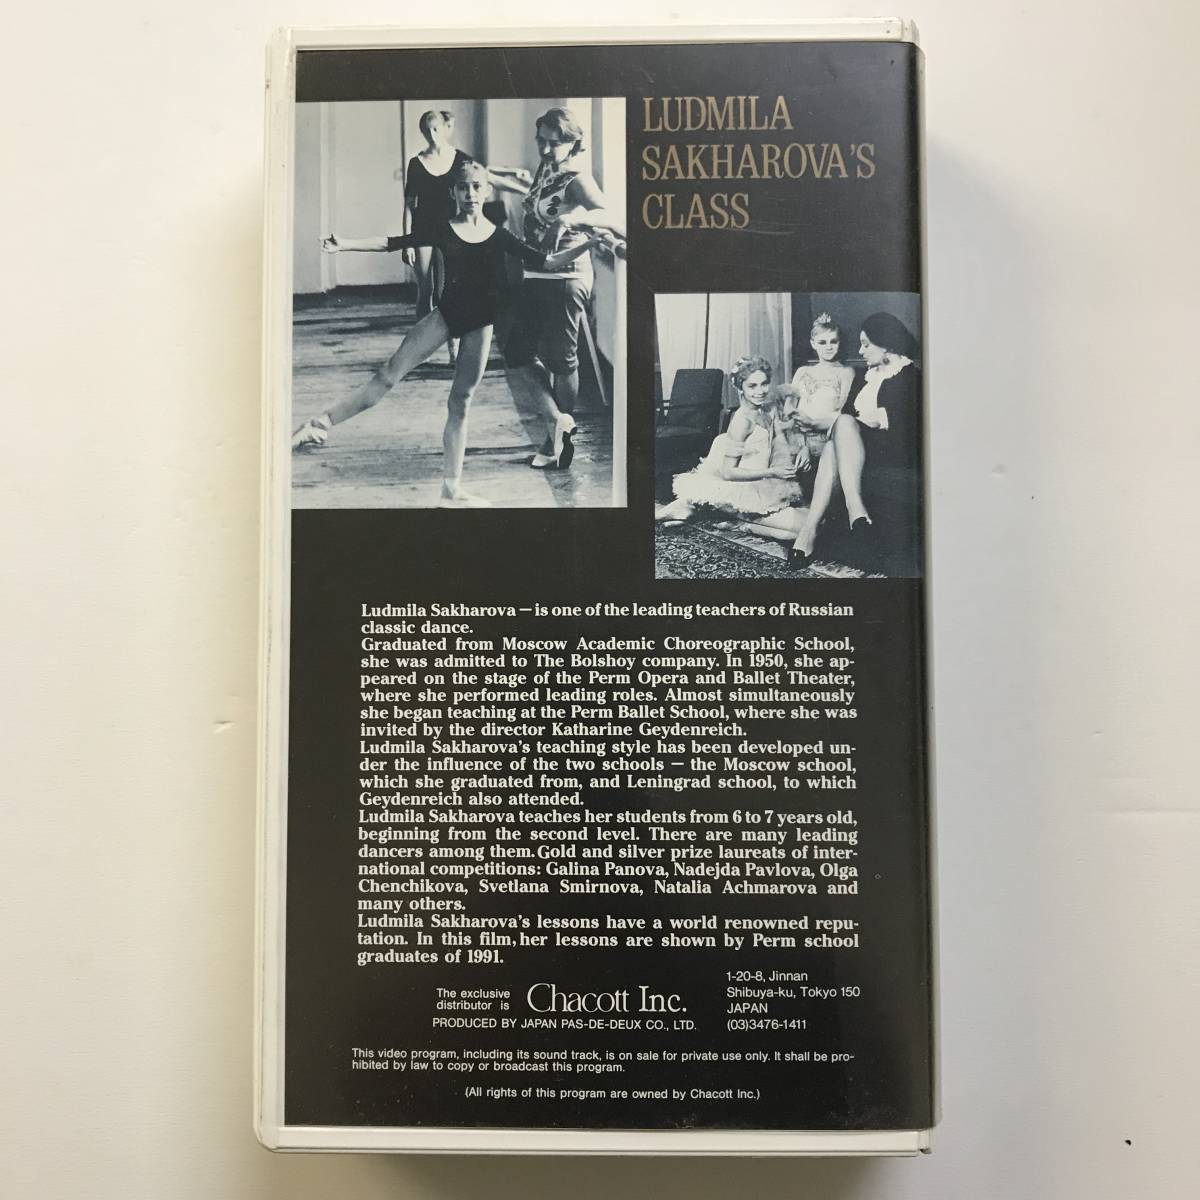 LUDMILA
SAKHAROVA'S
CLASS
Ludmila Sakharova — is one of the leading teachers of Russian
classic dance.
Graduated from Moscow Academic Choreographic School,
she was admitted to The Bolshoy company. In 1950, she ap-
peared on the stage of the Perm Opera and Ballet Theater,
where she performed leading roles. Almost simultaneously
she began teaching at the Perm Ballet School, where she was
invited by the director Katharine Geydenreich.
Ludmila Sakharova's teaching style has been developed un-
der the influence of the two schools — the Moscow school,
which she graduated from, and Leningrad school, to which
Geydenreich also attended.
Ludmila Sakharova teaches her students from 6 to 7 years old,
beginning from the second level. There are many leading
dancers among them. Gold and silver prize laureats of inter-
national competitions: Galina Panova, Nadejda Pavlova, Olga
Chenchikova, Svetlana Smirnova, Natalia Achmarova and
many others.
Ludmila Sakharova's lessons have a world renowned repu-
tation. In this film, her lessons are shown by Perm school
graduates of 1991.
The exclusive
distributor is
Chacott Inc.
PRODUCED BY JAPAN PAS-DE-DEUX CO., LTD.
1-20-8, Jinnan
Shibuya-ku, Tokyo 150
JAPAN
(03)3476-1411
This video program, including its sound track, is on sale for private use only. It shall be pro-
hibited by law to copy or broadcast this program.
(All rights of this program are owned by Chacott Inc.)